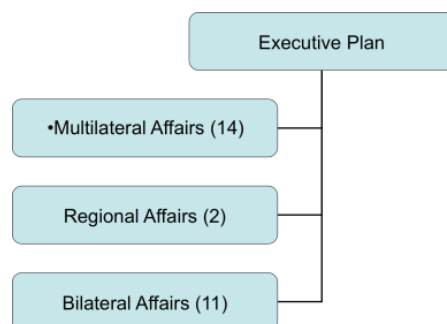 Executive Plan
•Multilateral Affairs (14)
Regional Affairs (2)
Bilateral Affairs (11)